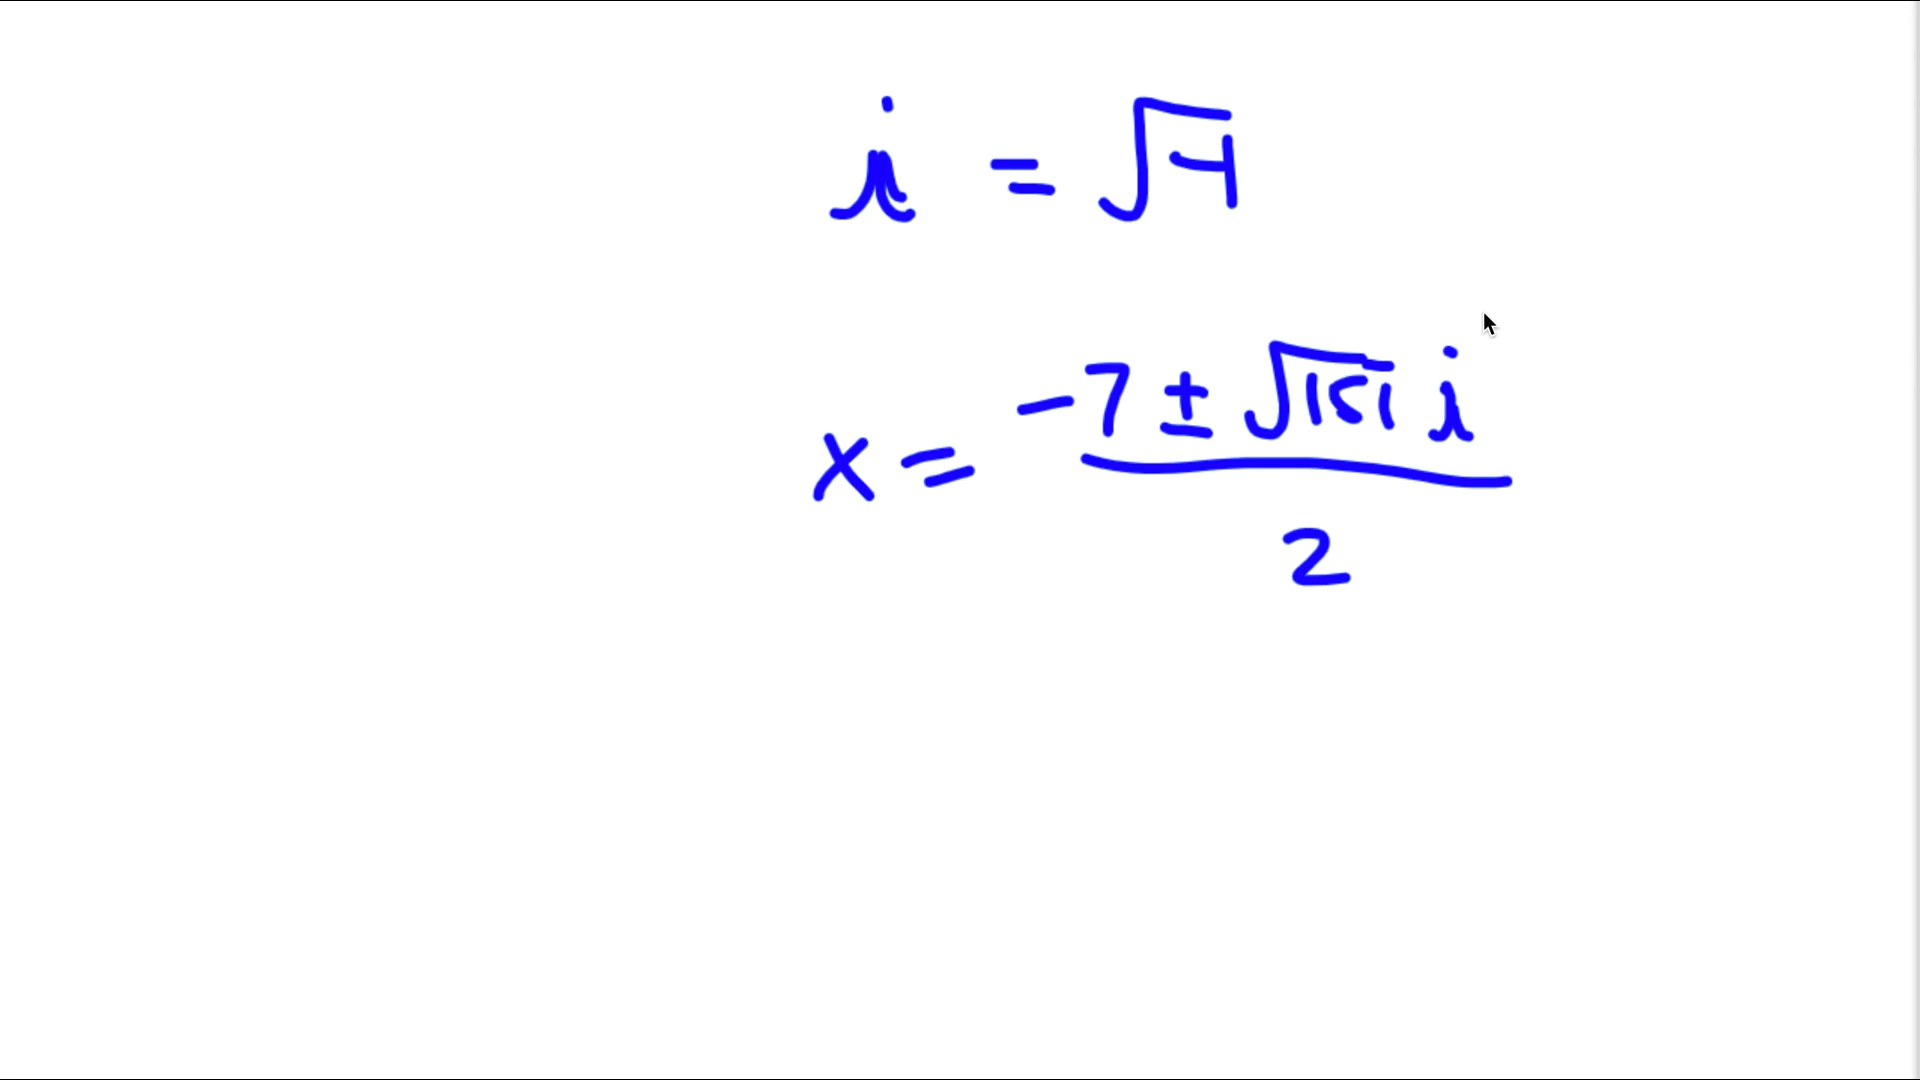 i = √-1
x = (-7 ± √151 i) / 2